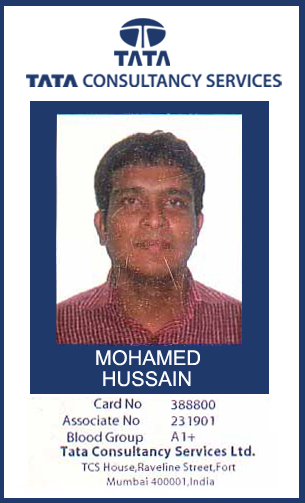 TATA
TATA CONSULTANCY SERVICES
MOHAMED
HUSSAIN
Card No 388800
Associate No 231901
Blood Group A1+
Tata Consultancy Services Ltd.
TCS House,Raveline Street,Fort
Mumbai 400001,India